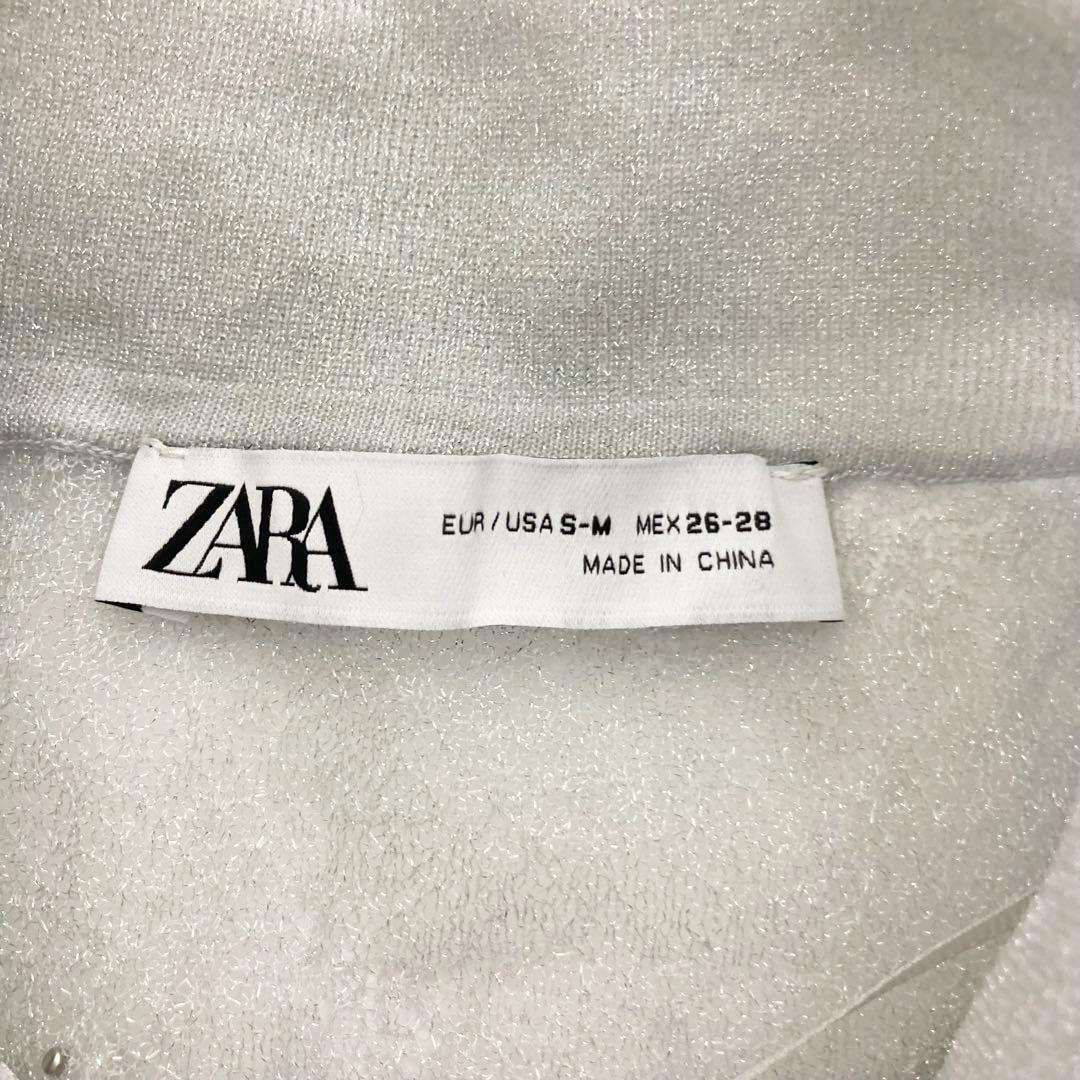 ZARA
EUR / USA S-M MEX 26-28
MADE IN CHINA